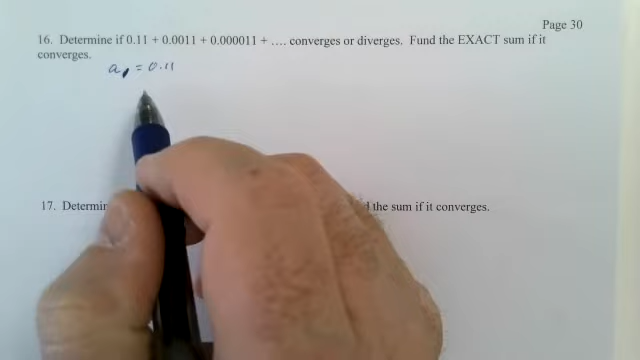 Page 30
16. Determine if 0.11 + 0.0011 + 0.000011 + .... converges or diverges. Fund the EXACT sum if it
converges.
a₁ = 0.11
17. Determin the sum if it converges.